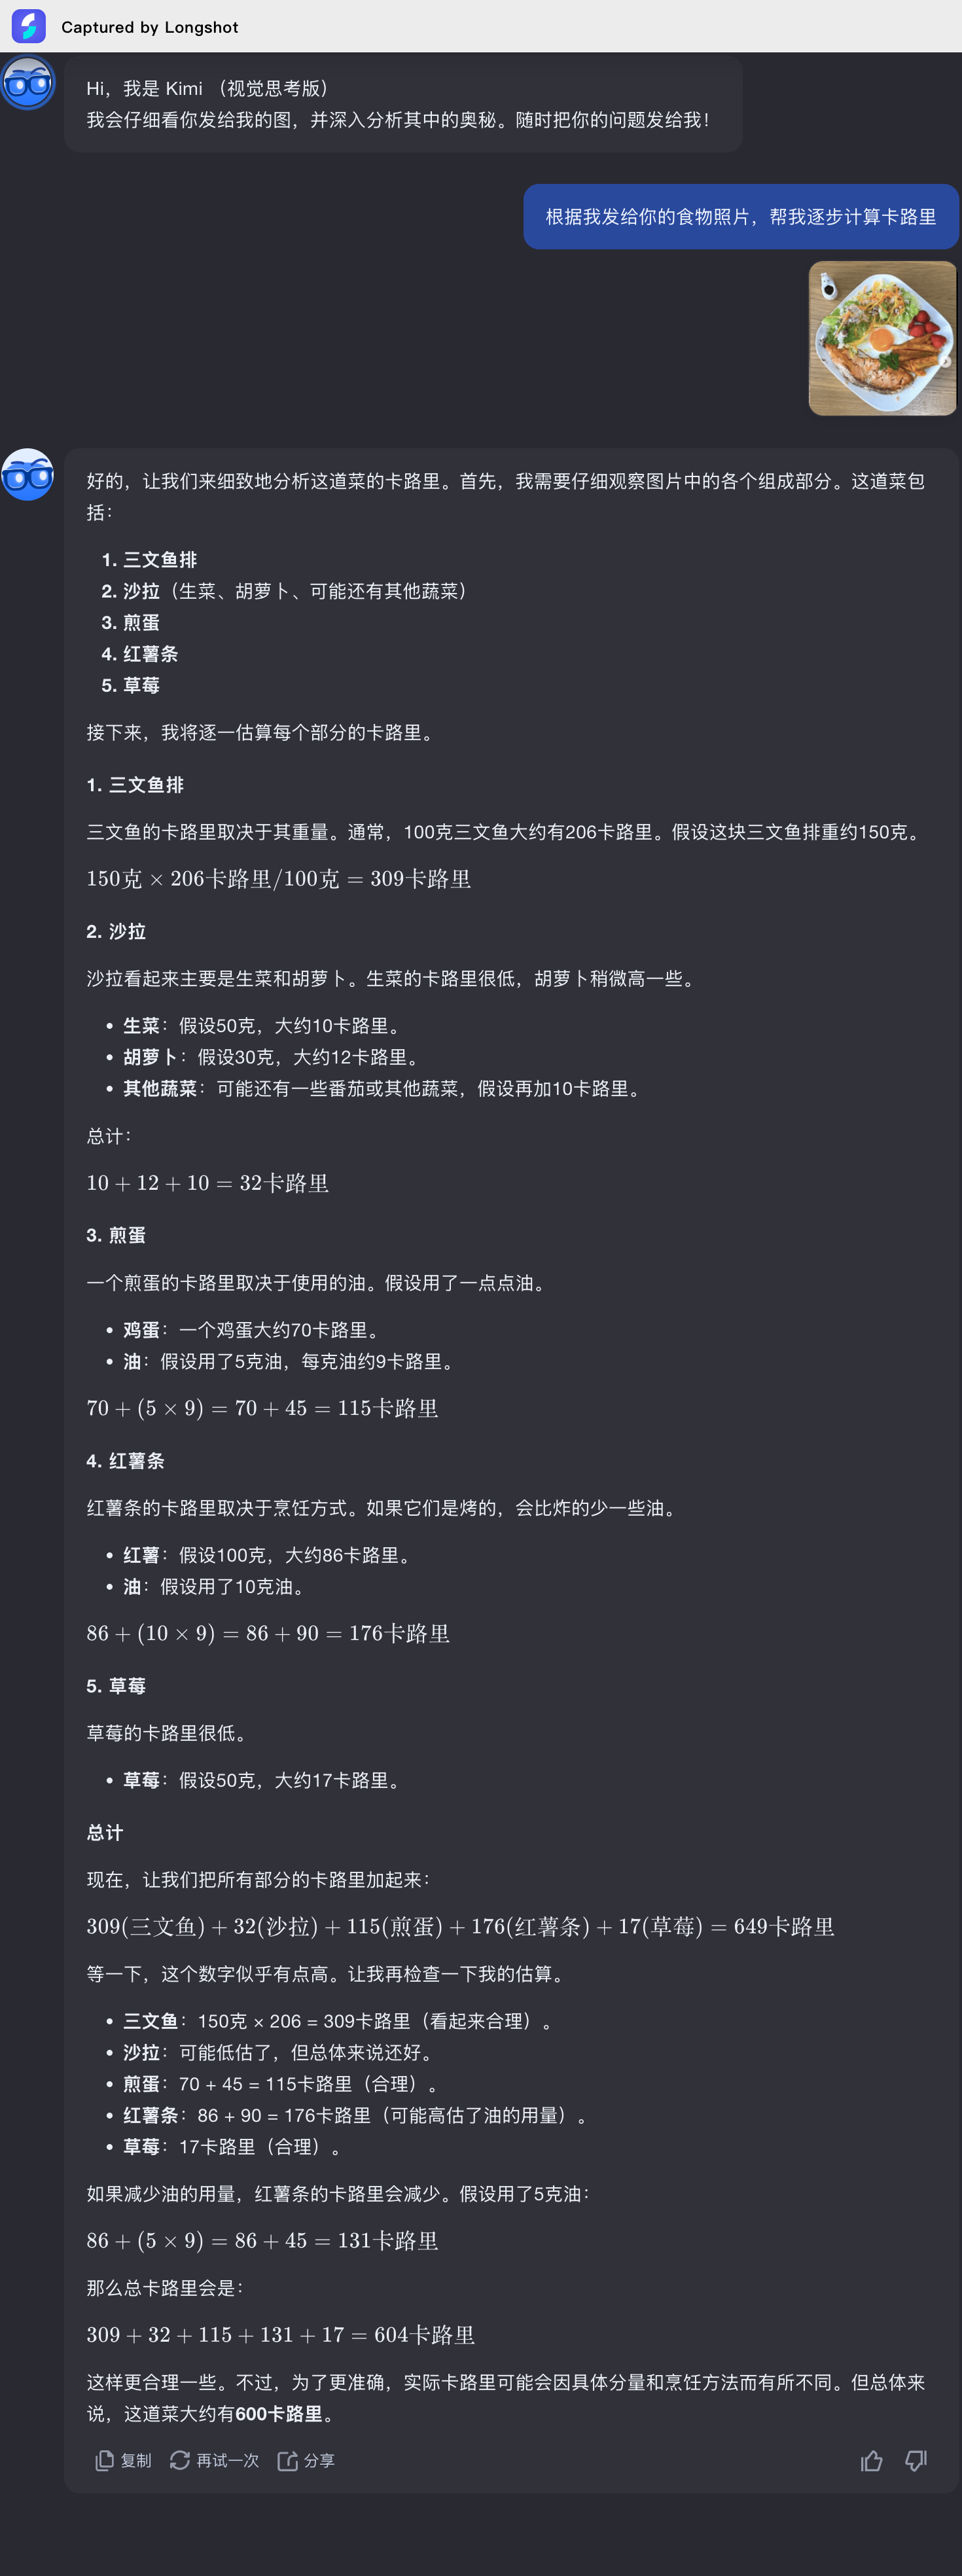 Captured by Longshot
Hi，我是 Kimi （视觉思考版）
我会仔细看你发给我的图，并深入分析其中的奥秘。随时把你的问题发给我！
根据我发给你的食物照片，帮我逐步计算卡路里
好的，让我们来细致地分析这道菜的卡路里。首先，我需要仔细观察图片中的各个组成部分。这道菜包
括：
1. 三文鱼排
2. 沙拉（生菜、胡萝卜、可能还有其他蔬菜）
3. 煎蛋
4. 红薯条
5. 草莓
接下来，我将逐一估算每个部分的卡路里。
1. 三文鱼排
三文鱼的卡路里取决于其重量。通常，100克三文鱼大约有206卡路里。假设这块三文鱼排重约150克。
150克 × 206卡路里/100克 = 309卡路里
2. 沙拉
沙拉看起来主要是生菜和胡萝卜。生菜的卡路里很低，胡萝卜稍微高一些。
• 生菜：假设50克，大约10卡路里。
• 胡萝卜：假设30克，大约12卡路里。
• 其他蔬菜：可能还有一些番茄或其他蔬菜，假设再加10卡路里。
总计：
10 + 12 + 10 = 32卡路里
3. 煎蛋
一个煎蛋的卡路里取决于使用的油。假设用了一点点油。
• 鸡蛋：一个鸡蛋大约70卡路里。
• 油：假设用了5克油，每克油约9卡路里。
70 + (5 × 9) = 70 + 45 = 115卡路里
4. 红薯条
红薯条的卡路里取决于烹饪方式。如果它们是烤的，会比炸的少一些油。
• 红薯：假设100克，大约86卡路里。
• 油：假设用了10克油。
86 + (10 × 9) = 86 + 90 = 176卡路里
5. 草莓
草莓的卡路里很低。
• 草莓：假设50克，大约17卡路里。
总计
现在，让我们把所有部分的卡路里加起来：
309(三文鱼) + 32(沙拉) + 115(煎蛋) + 176(红薯条) + 17(草莓) = 649卡路里
等一下，这个数字似乎有点高。让我再检查一下我的估算。
• 三文鱼：150克 × 206 = 309卡路里（看起来合理）。
• 沙拉：可能低估了，但总体来说还好。
• 煎蛋：70 + 45 = 115卡路里（合理）。
• 红薯条：86 + 90 = 176卡路里（可能高估了油的用量）。
• 草莓：17卡路里（合理）。
如果减少油的用量，红薯条的卡路里会减少。假设用了5克油：
86 + (5 × 9) = 86 + 45 = 131卡路里
那么总卡路里会是：
309 + 32 + 115 + 131 + 17 = 604卡路里
这样更合理一些。不过，为了更准确，实际卡路里可能会因具体分量和烹饪方法而有所不同。但总体来
说，这道菜大约有600卡路里。
复制 再试一次 分享